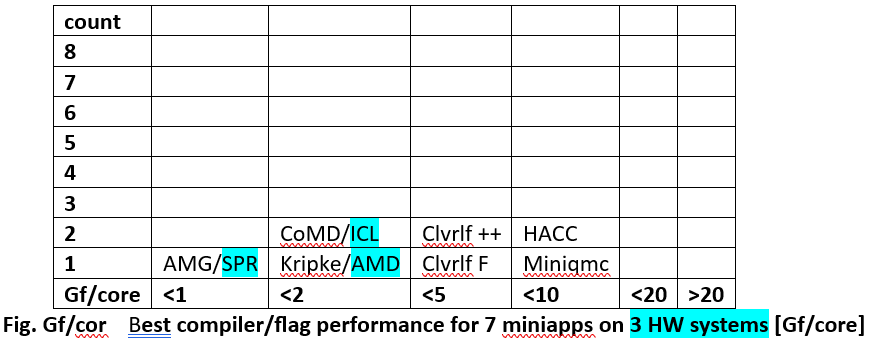 count
8
7
6
5
4
3
2 CoMD/ICL Clvrlf ++ HACC
1 AMG/SPR Kripke/AMD Clvrlf F Miniqmc
Gf/core <1 <2 <5 <10 <20 >20
Fig. Gf/cor Best compiler/flag performance for 7 miniapps on 3 HW systems [Gf/core]